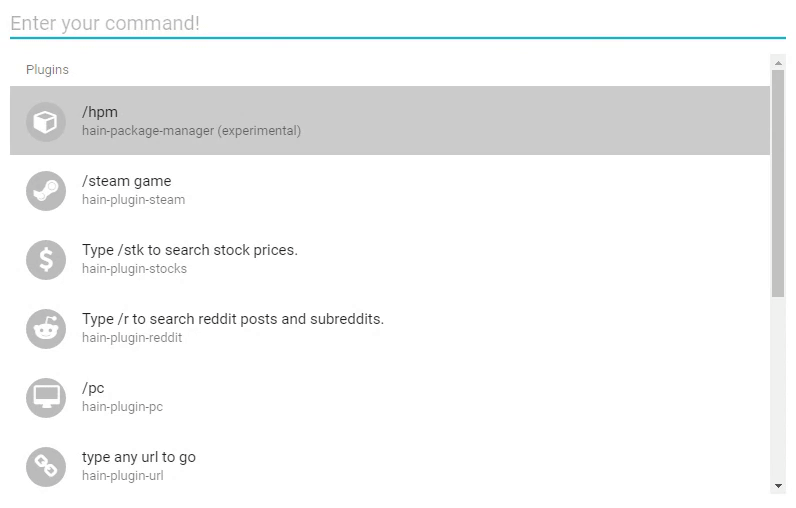 Enter your command!
Plugins
/hpm
hain-package-manager (experimental)
/steam game
hain-plugin-steam
Type /stk to search stock prices.
hain-plugin-stocks
Type /r to search reddit posts and subreddits.
hain-plugin-reddit
/pc
hain-plugin-pc
type any url to go
hain-plugin-url